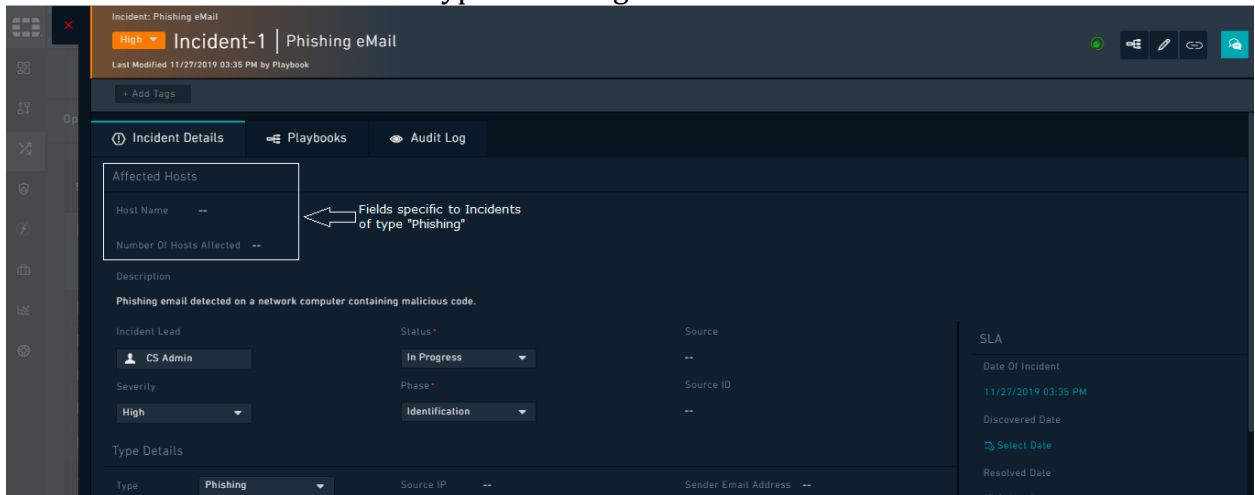 Incident: Phishing eMail
High Incident-1 | Phishing eMail
Last Modified 11/27/2019 03:35 PM by Playbook
+ Add Tags
Op
Incident Details Playbooks Audit Log
Affected Hosts
Host Name --
Number Of Hosts Affected --
Fields specific to Incidents
of type "Phishing"
Description
Phishing email detected on a network computer containing malicious code.
Incident Lead Status• Source
CS Admin In Progress --
Severity Phase• Source ID
High Identification --
Type Details
Type Phishing Source IP -- Sender Email Address --
SLA
Date Of Incident
11/27/2019 03:35 PM
Discovered Date
Select Date
Resolved Date